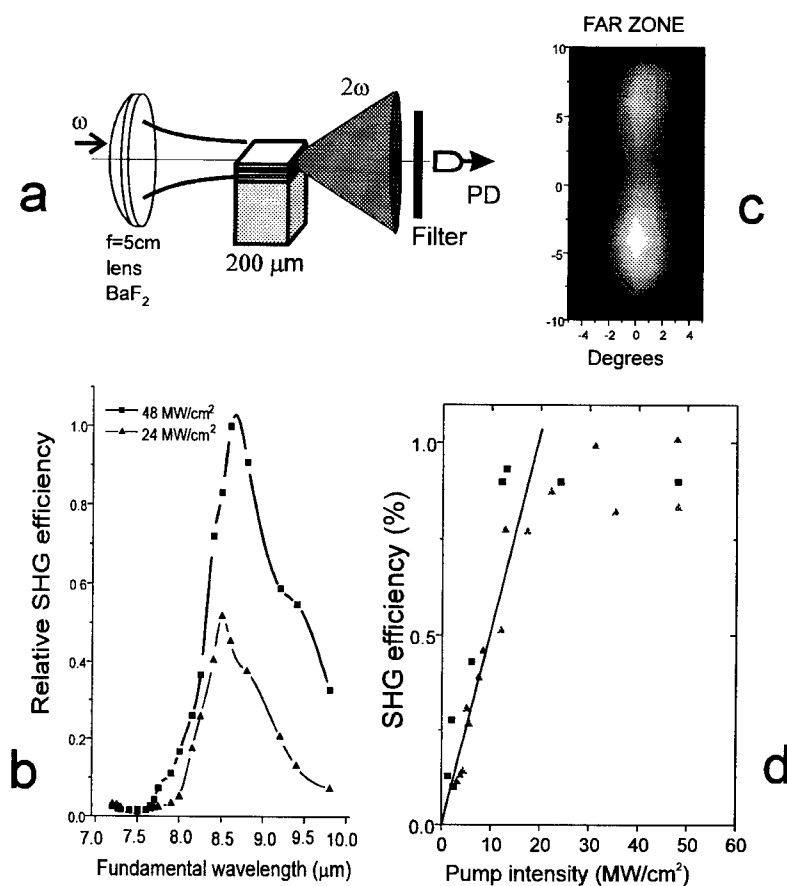 FAR ZONE
ω
2ω
a
f=5cm
lens
BaF₂
200 μm
Filter
PD
10
5
0
-5
-10
-4 -2 0 2 4
Degrees
c
48 MW/cm²
24 MW/cm²
1.0
0.8
0.6
0.4
0.2
0.0
7.0 7.5 8.0 8.5 9.0 9.5 10.0
Relative SHG efficiency
Fundamental wavelength (μm)
b
1.0
0.5
0.0
0 10 20 30 40 50 60
SHG efficiency (%)
Pump intensity (MW/cm²)
d